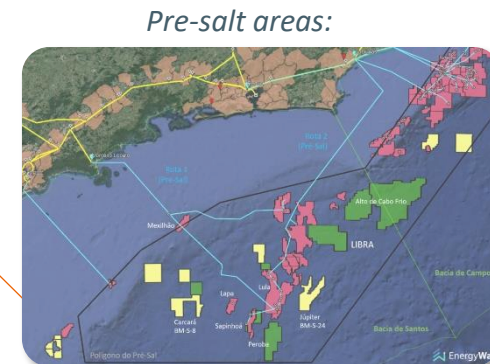 Pre-salt areas:
Rota 2
(Pré-Sal)
Rota 1
(Pré-Sal)
Mexilhão
Alto de Cabo Frio
LIBRA
Bacia de Campo
Lula
Lapa
Carcará
BM-S-8
Sapinhoá
Júpiter
BM-S-24
Peroba
Bacia de Santos
Polígono do Pré-Sal
EnergyWa